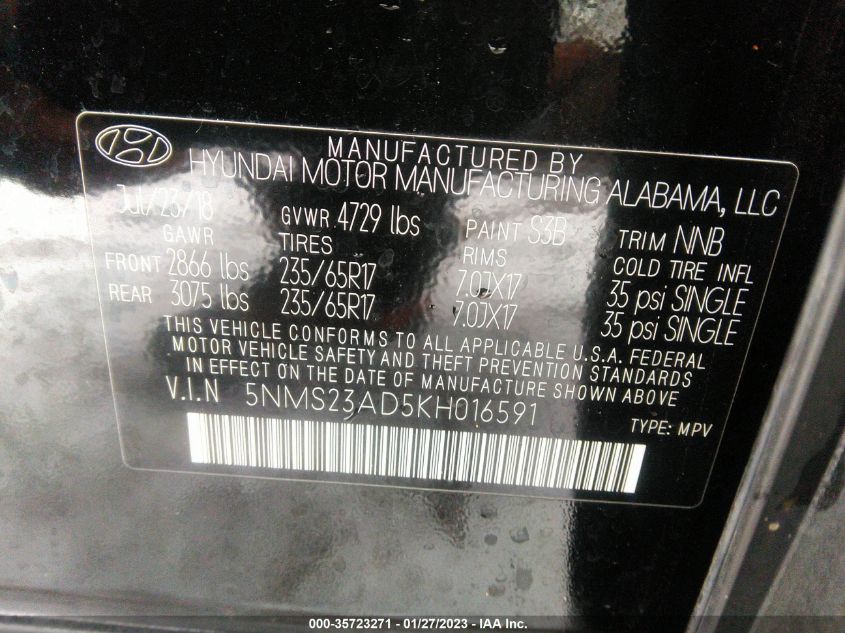 MANUFACTURED BY
HYUNDAI MOTOR MANUFACTURING ALABAMA, LLC
Jul/23/18 GVWR 4729 lbs PAINT S3B TRIM NNB
GAWR TIRES RIMS COLD TIRE INFL
FRONT 2866 lbs 235/65R17 7.0JX17 35 psi SINGLE
REAR 3075 lbs 235/65R17 7.0JX17 35 psi SINGLE
THIS VEHICLE CONFORMS TO ALL APPLICABLE U.S.A. FEDERAL
MOTOR VEHICLE SAFETY AND THEFT PREVENTION STANDARDS
IN EFFECT ON THE DATE OF MANUFACTURE SHOWN ABOVE
V.I.N 5NMS23AD5KH016591
TYPE: MPV
000-35723271 - 01/27/2023 - IAA Inc.